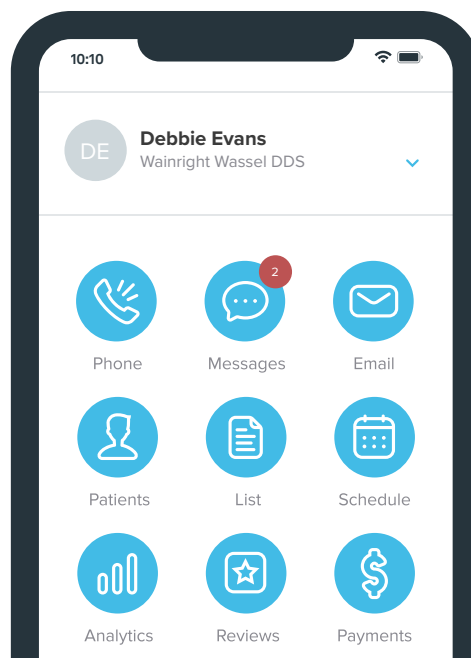 10:10
DE
Debbie Evans
Wainright Wassel DDS
2
Phone
Messages
Email
Patients
List
Schedule
Analytics
Reviews
Payments